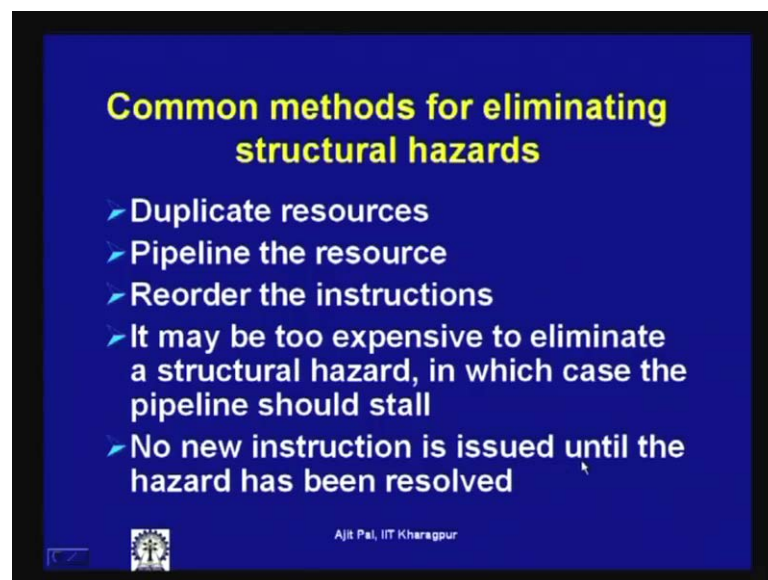 Common methods for eliminating
structural hazards
Duplicate resources
Pipeline the resource
Reorder the instructions
It may be too expensive to eliminate
a structural hazard, in which case the
pipeline should stall
No new instruction is issued until the
hazard has been resolved
Ajit Pal, IIT Kharagpur